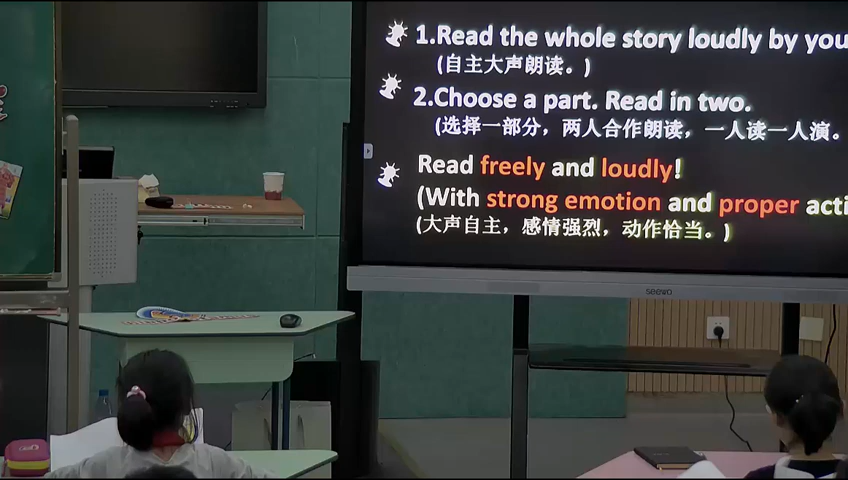 1.Read the whole story loudly by you
(自主大声朗读。)
2.Choose a part. Read in two.
(选择一部分，两人合作朗读，一人读一人演。
Read freely and loudly!
(With strong emotion and proper acti
(大声自主，感情强烈，动作恰当。)
seewo